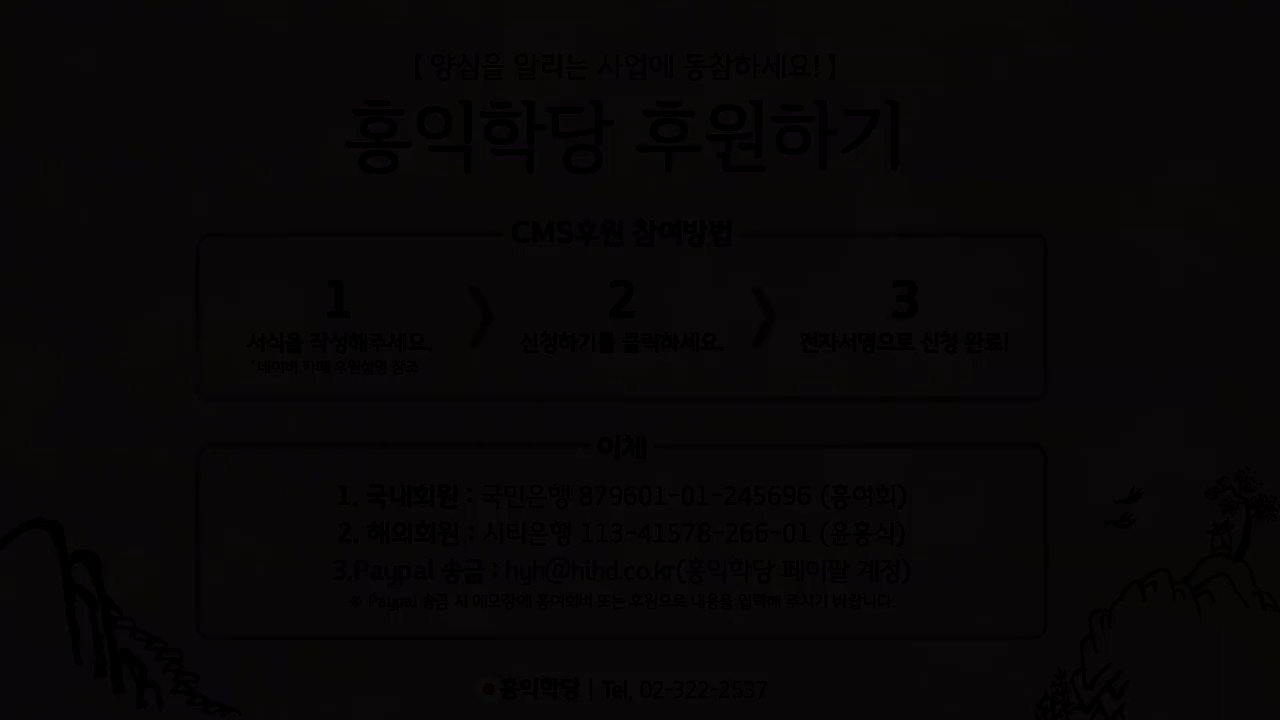 【 양심을 알리는 사업에 동참하세요! 】
홍익학당 후원하기
CMS후원 참여방법
1
서식을 작성해주세요.
* 네이버 카페 후원설명 참조
2
신청하기를 클릭하세요.
3
전자서명으로 신청 완료!
이체
1. 국내회원 : 국민은행 879601-01-245696 (흥여회)
2. 해외회원 : 시티은행 113-41578-266-01 (윤홍식)
3.Paypal 송금 : hyh@hihd.co.kr(홍익학당 페이팔 계정)
※ Paypal 송금 시 메모장에 흥여회비 또는 후원으로 내용을 입력해 주시기 바랍니다.
홍익학당 | Tel. 02-322-2537